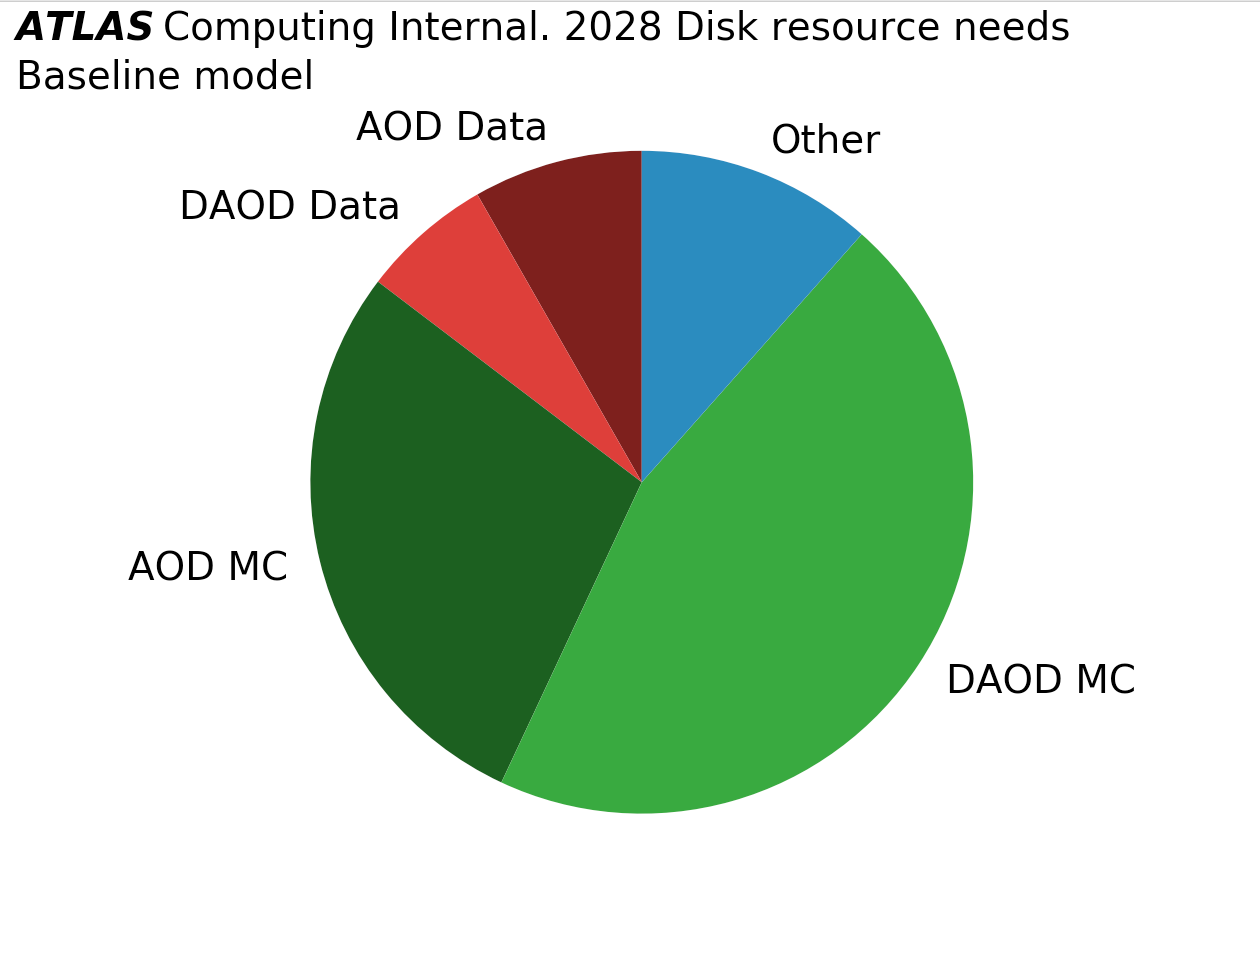 ATLAS Computing Internal. 2028 Disk resource needs
Baseline model
AOD Data
Other
DAOD Data
AOD MC
DAOD MC